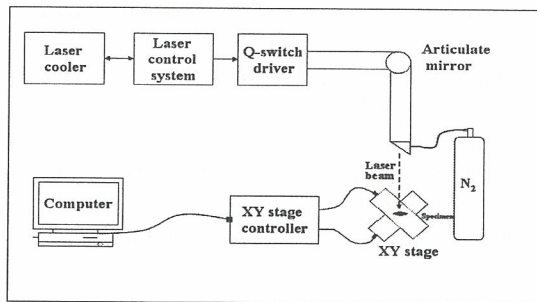 Laser
cooler
Laser
control
system
Q-switch
driver
Articulate
mirror
Laser
beam
N2
Computer
XY stage
controller
Specimen
XY stage